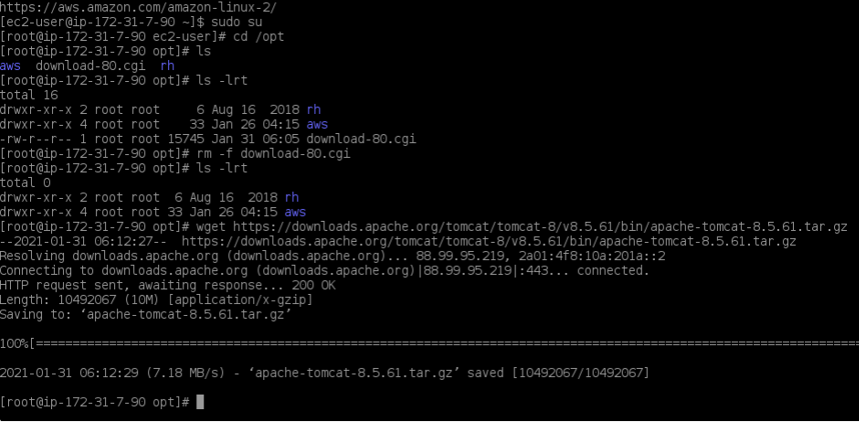 https://aws.amazon.com/amazon-linux-2/
[ec2-user@ip-172-31-7-90 ~]$ sudo su
[root@ip-172-31-7-90 ec2-user]# cd /opt
[root@ip-172-31-7-90 opt]# ls
aws  download-80.cgi  rh
[root@ip-172-31-7-90 opt]# ls -lrt
total 16
drwxr-xr-x 2 root root     6 Aug 16  2018 rh
drwxr-xr-x 4 root root    33 Jan 26 04:15 aws
-rw-r--r-- 1 root root 15745 Jan 31 06:05 download-80.cgi
[root@ip-172-31-7-90 opt]# rm -f download-80.cgi
[root@ip-172-31-7-90 opt]# ls -lrt
total 0
drwxr-xr-x 2 root root  6 Aug 16  2018 rh
drwxr-xr-x 4 root root 33 Jan 26 04:15 aws
[root@ip-172-31-7-90 opt]# wget https://downloads.apache.org/tomcat/tomcat-8/v8.5.61/bin/apache-tomcat-8.5.61.tar.gz
--2021-01-31 06:12:27--  https://downloads.apache.org/tomcat/tomcat-8/v8.5.61/bin/apache-tomcat-8.5.61.tar.gz
Resolving downloads.apache.org (downloads.apache.org)... 88.99.95.219, 2a01:4f8:10a:201a::2
Connecting to downloads.apache.org (downloads.apache.org)|88.99.95.219|:443... connected.
HTTP request sent, awaiting response... 200 OK
Length: 10492067 (10M) [application/x-gzip]
Saving to: ‘apache-tomcat-8.5.61.tar.gz’
100%[==============================================================================================================
2021-01-31 06:12:29 (7.18 MB/s) - ‘apache-tomcat-8.5.61.tar.gz’ saved [10492067/10492067]
[root@ip-172-31-7-90 opt]#